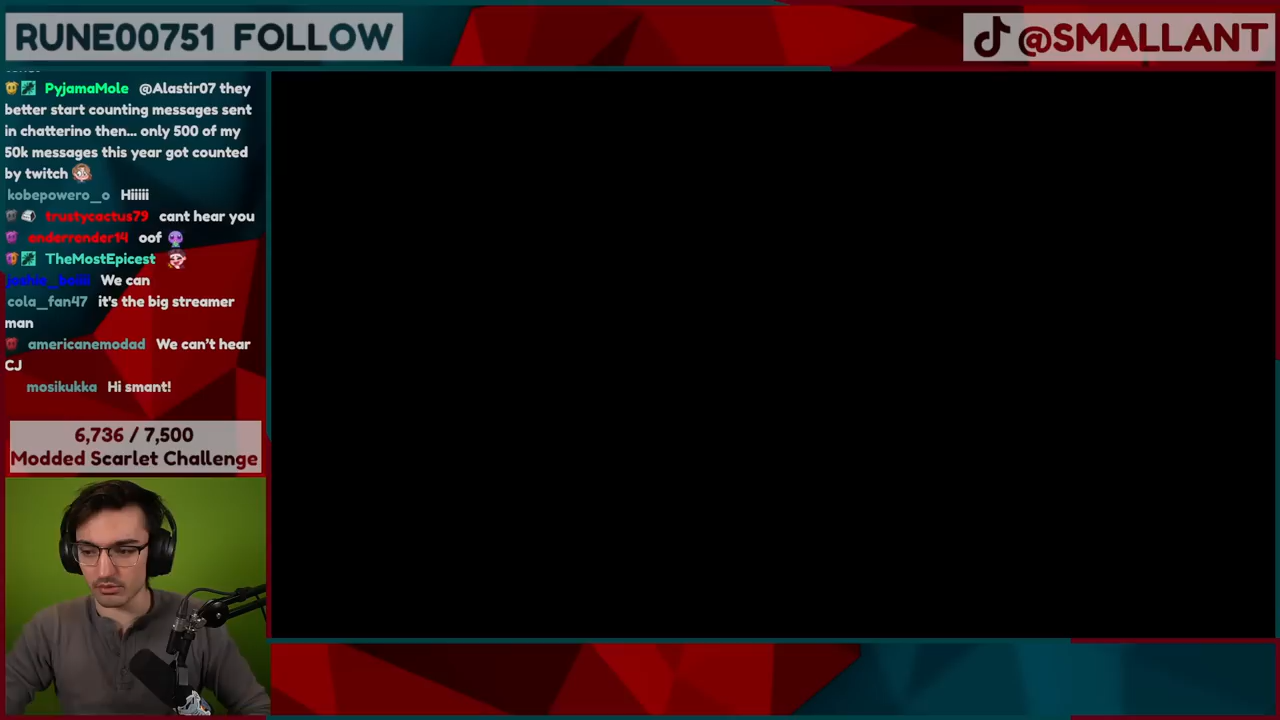 RUNE00751 FOLLOW
@SMALLANT
PyjamaMole @Alastir07 they
better start counting messages sent
in chatterino then... only 500 of my
50k messages this year got counted
by twitch
kobepowero_o Hiiiii
trustycactus79 cant hear you
enderrender14 oof
TheMostEpicest
We can
cola_fan47 it's the big streamer
man
americanemodad We can't hear
CJ
mosikukka Hi smant!
6,736 / 7,500
Modded Scarlet Challenge